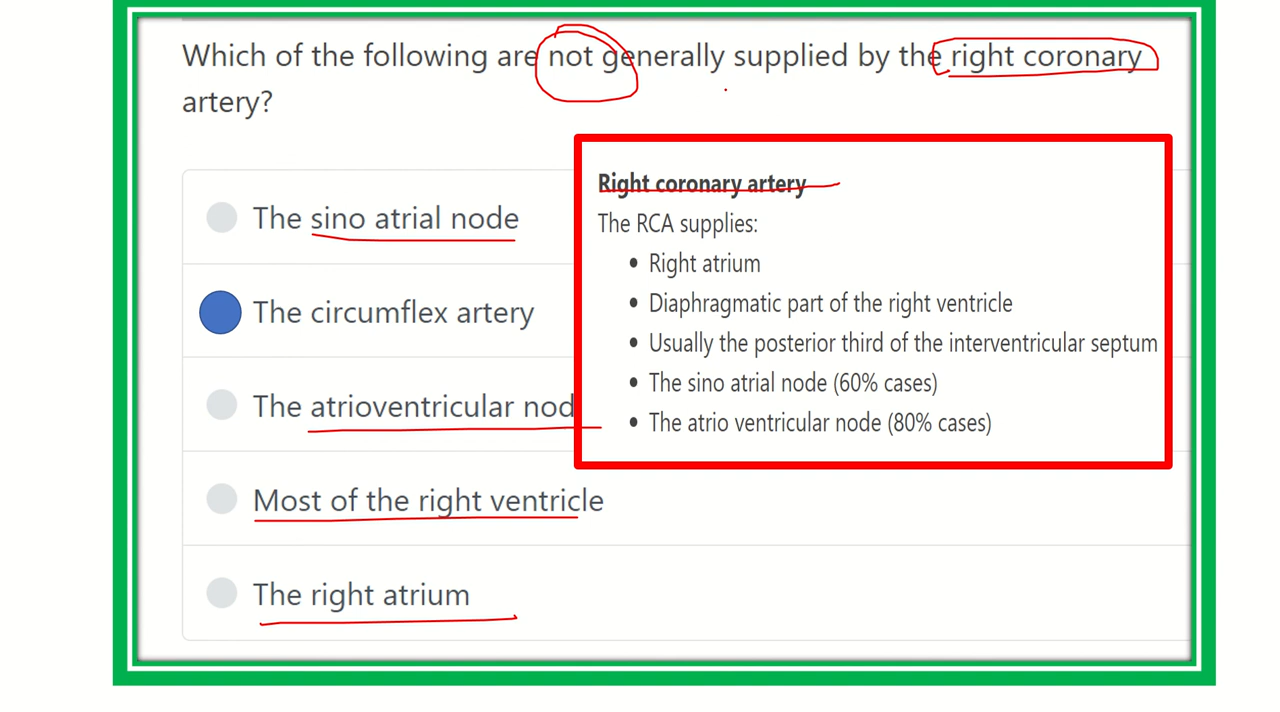 Which of the following are not generally supplied by the right coronary
artery?
The sino atrial node
The circumflex artery
The atrioventricular nod
Most of the right ventricle
The right atrium
Right coronary artery
The RCA supplies:
• Right atrium
• Diaphragmatic part of the right ventricle
• Usually the posterior third of the interventricular septum
• The sino atrial node (60% cases)
• The atrio ventricular node (80% cases)